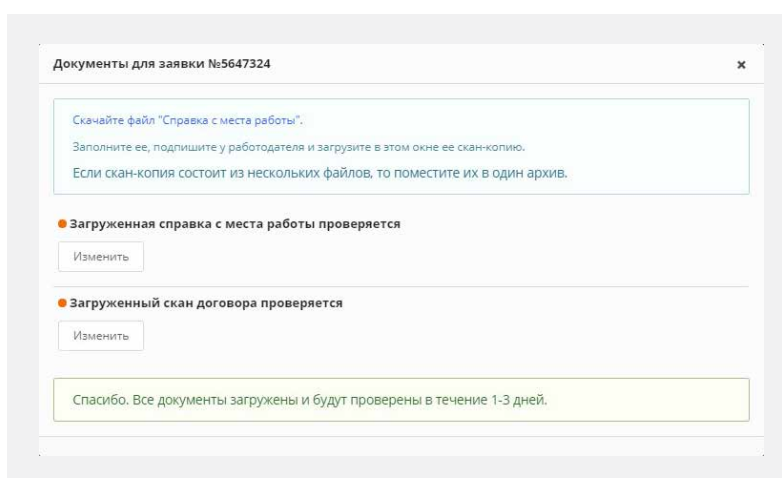 Документы для заявки №5647324
Скачайте файл "Справка с места работы".
Заполните ее, подпишите у работодателя и загрузите в этом окне ее скан-копию.
Если скан-копия состоит из нескольких файлов, то поместите их в один архив.
Загруженная справка с места работы проверяется
Изменить
Загруженный скан договора проверяется
Изменить
Спасибо. Все документы загружены и будут проверены в течение 1-3 дней.